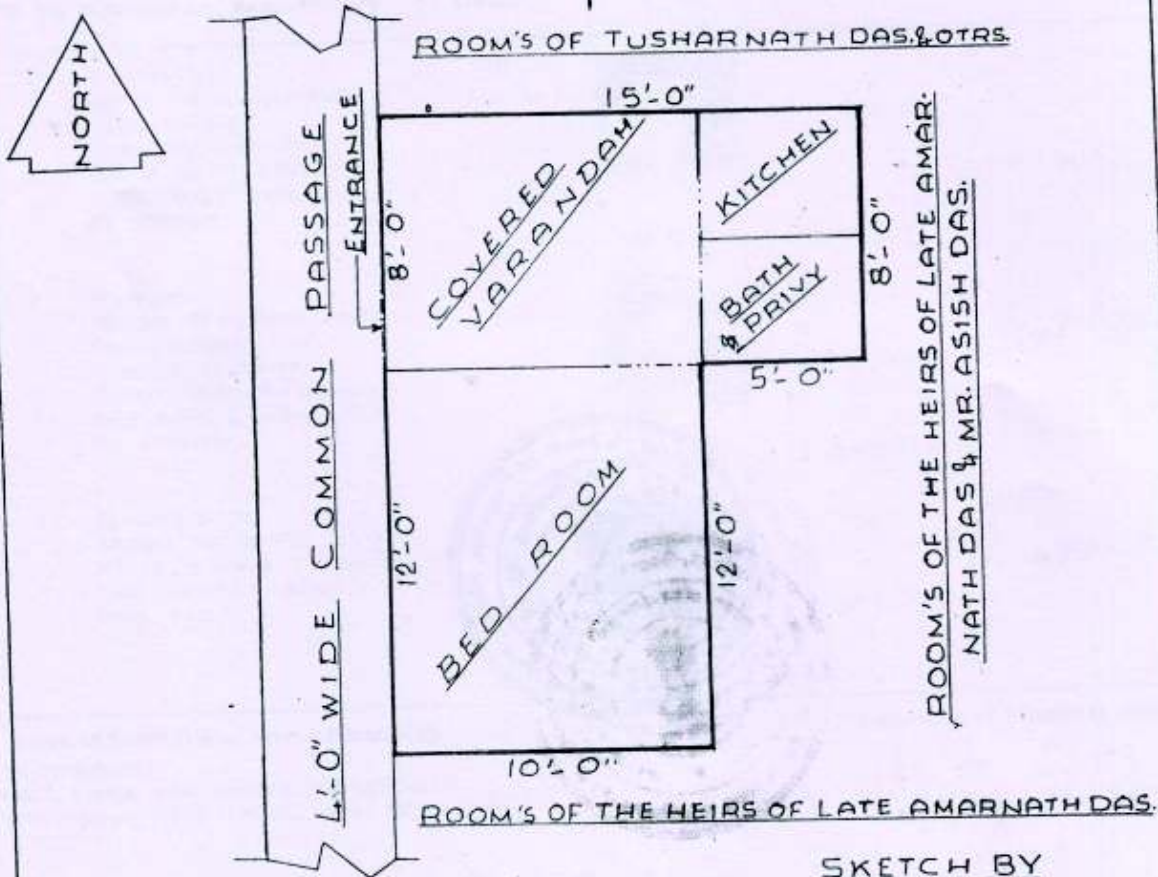 NORTH
ROOM'S OF TUSHARNATH DAS.& OTRS.
15'-0"
PASSAGE
ENTRANCE
8'-0"
COVERED
VARANDAH
KITCHEN
8'-0"
BATH
& PRIVY
5'-0"
ROOM'S OF THE HEIRS OF LATE AMAR-
NATH DAS & MR. ASISH DAS.
4'-0" WIDE COMMON
12'-0"
BED ROOM
12'-0"
10'-0"
ROOM'S OF THE HEIRS OF LATE AMARNATH DAS.
SKETCH BY